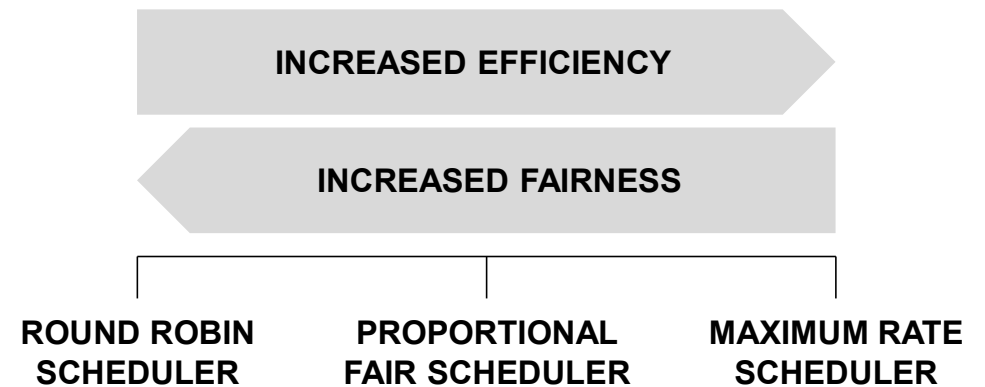 INCREASED EFFICIENCY
INCREASED FAIRNESS
ROUND ROBIN
SCHEDULER
PROPORTIONAL
FAIR SCHEDULER
MAXIMUM RATE
SCHEDULER